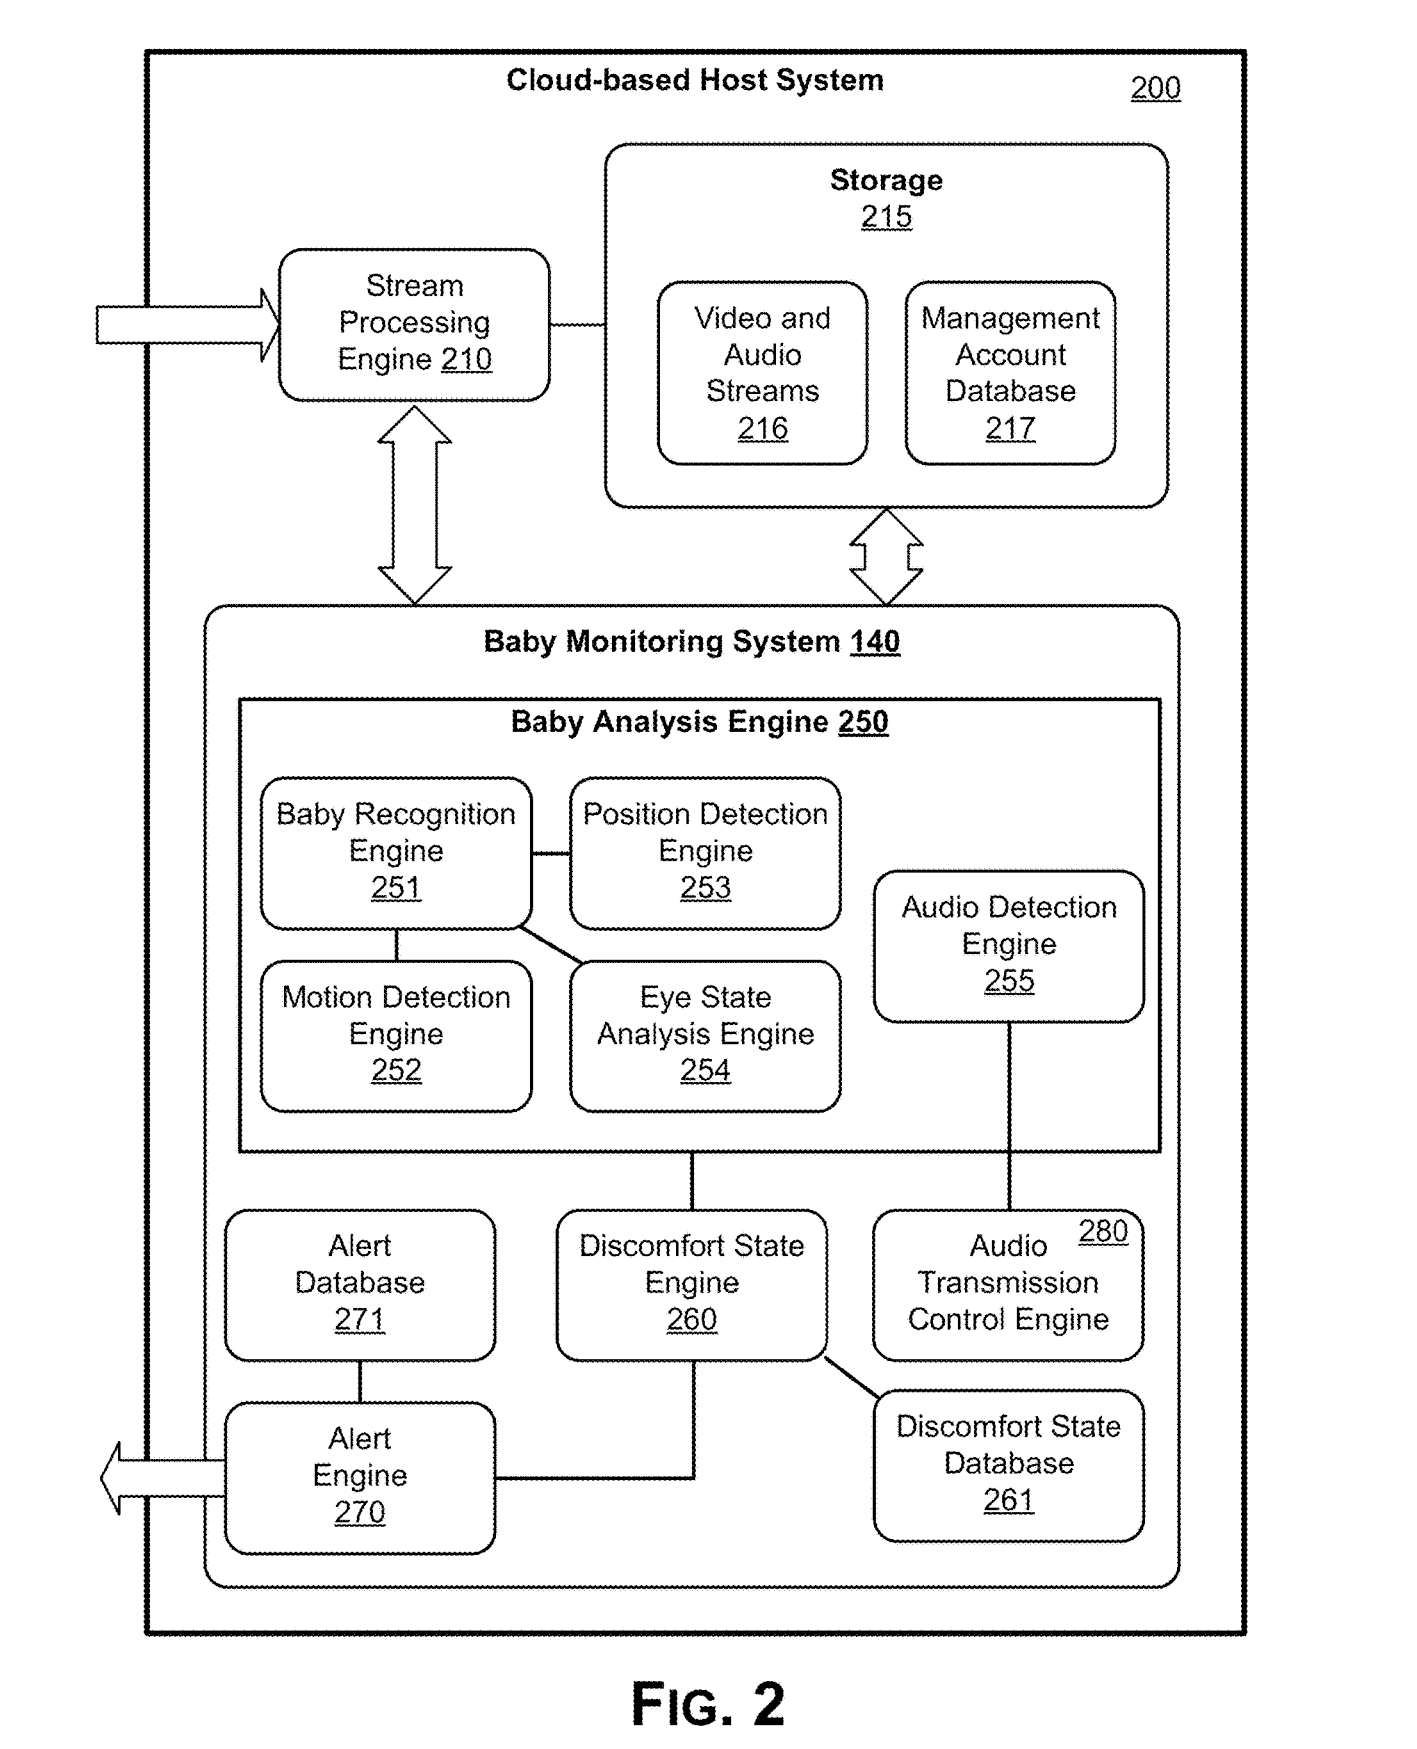 Cloud-based Host System
200
Storage
215
Stream
Processing
Engine 210
Video and
Audio
Streams
216
Management
Account
Database
217
Baby Monitoring System 140
Baby Analysis Engine 250
Baby Recognition
Engine
251
Position Detection
Engine
253
Audio Detection
Engine
255
Motion Detection
Engine
252
Eye State
Analysis Engine
254
Alert
Database
271
Discomfort State
Engine
260
280
Audio
Transmission
Control Engine
Alert
Engine
270
Discomfort State
Database
261
FIG. 2